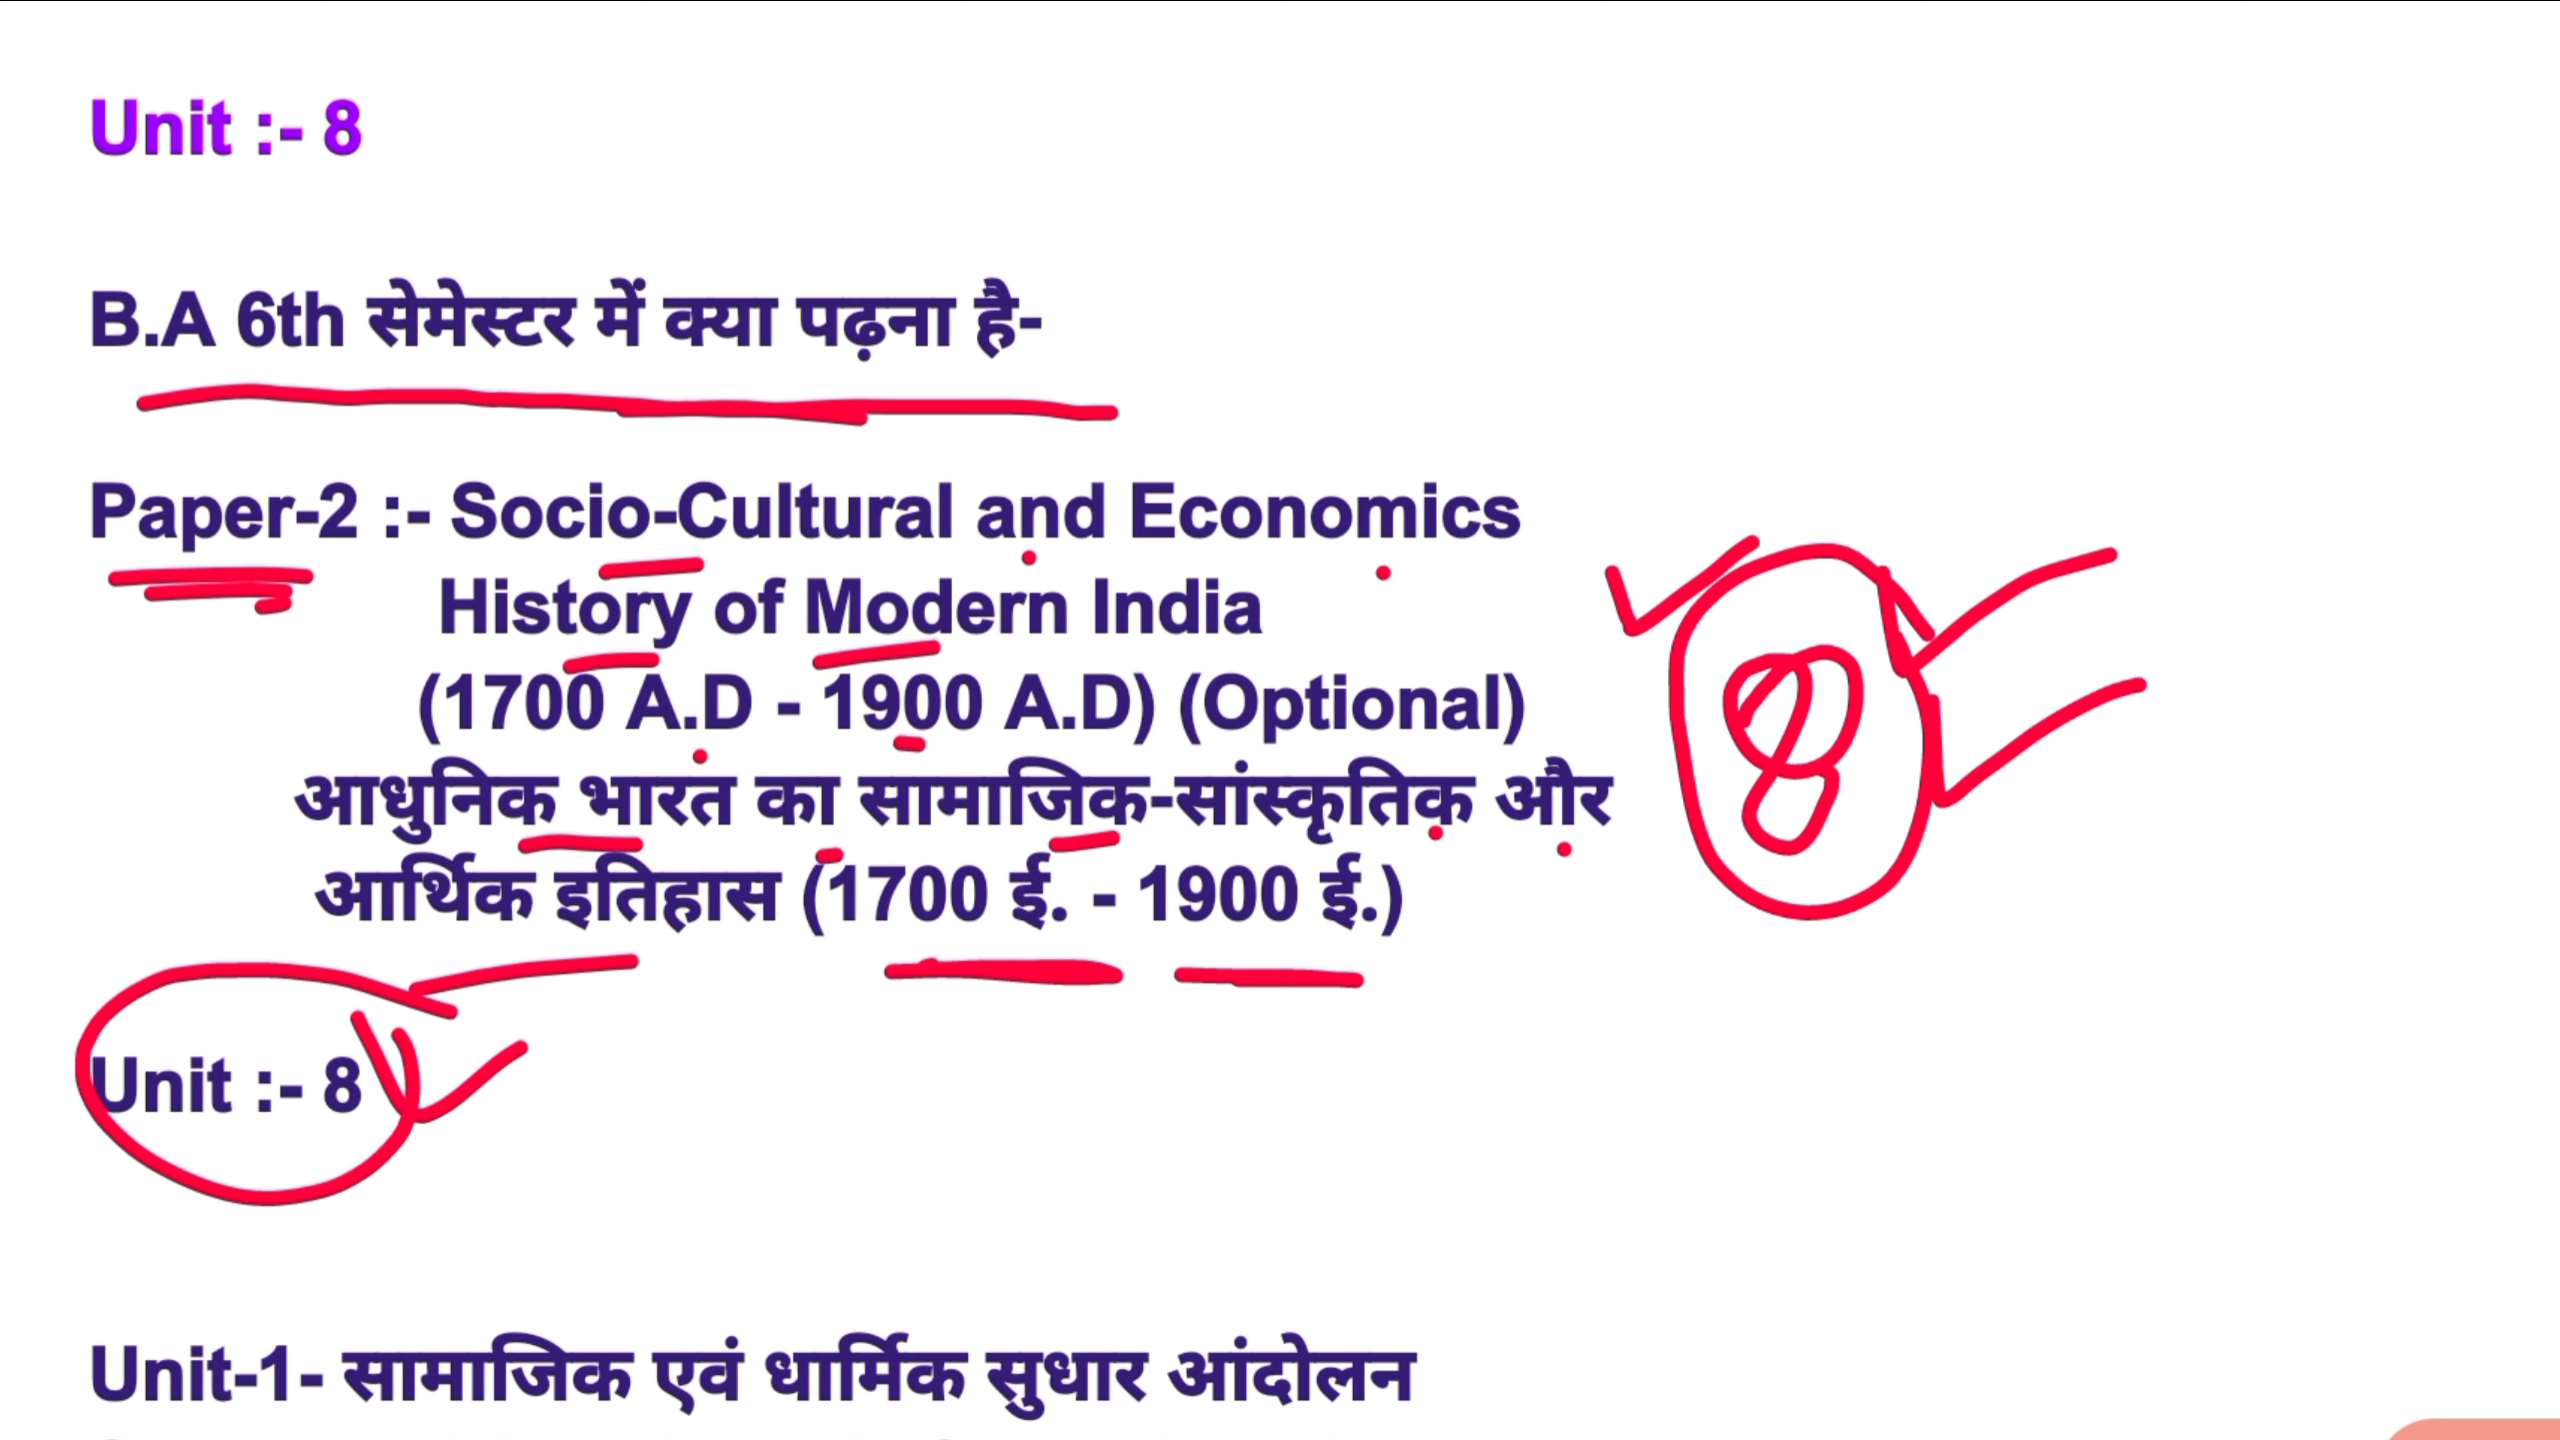 Unit :- 8
B.A 6th सेमेस्टर में क्या पढ़ना है-
Paper-2 :- Socio-Cultural and Economics
History of Modern India
(1700 A.D - 1900 A.D) (Optional)
आधुनिक भारत का सामाजिक-सांस्कृतिक और
आर्थिक इतिहास (1700 ई. - 1900 ई.)
8
Unit :- 8
Unit-1- सामाजिक एवं धार्मिक सुधार आंदोलन